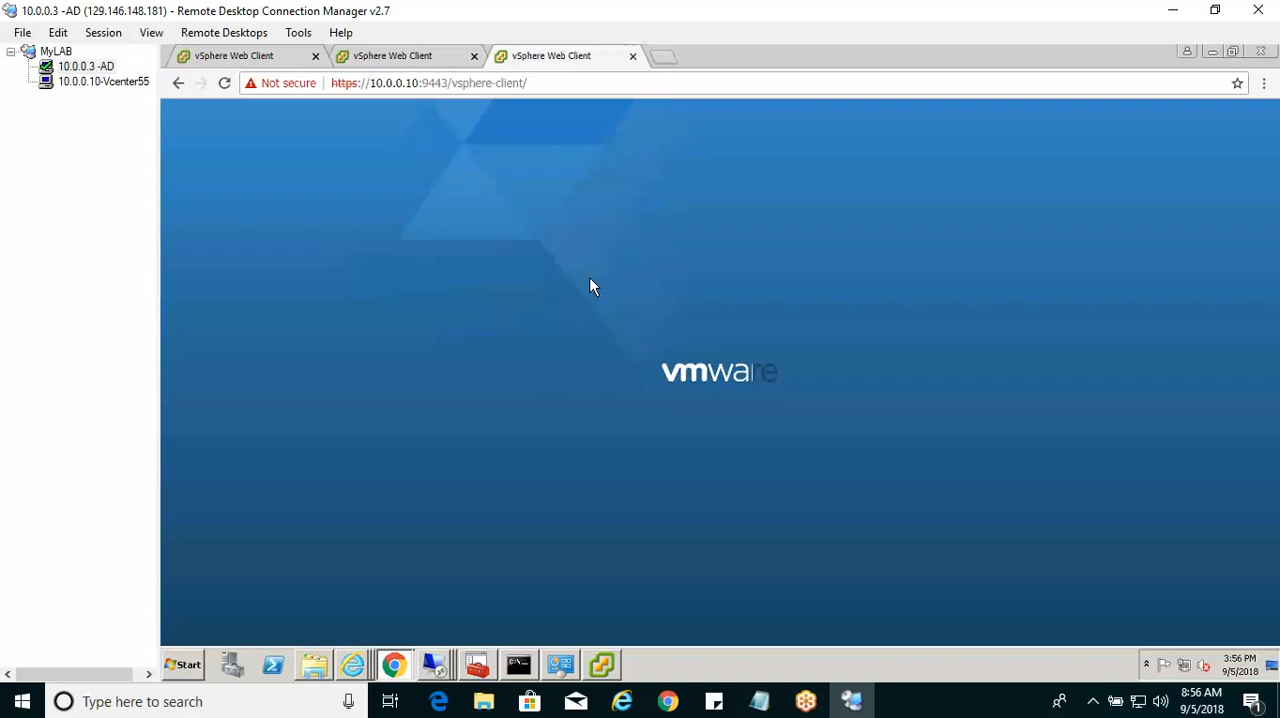 10.0.0.3 -AD (129.146.148.181) - Remote Desktop Connection Manager v2.7
File Edit Session View Remote Desktops Tools Help
MyLAB
10.0.0.3 -AD
10.0.0.10-Vcenter55
vSphere Web Client vSphere Web Client vSphere Web Client
Not secure https://10.0.0.10:9443/vsphere-client/
vmware
Start
3:56 PM
9/5/2018
Type here to search
8:56 AM
9/5/2018
1